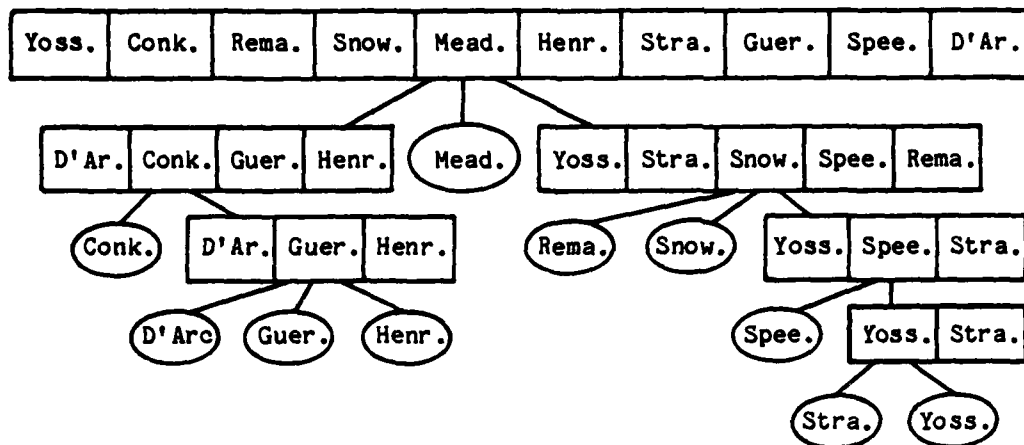 Yoss. Conk. Rema. Snow. Mead. Henr. Stra. Guer. Spee. D'Ar.
D'Ar. Conk. Guer. Henr. Mead. Yoss. Stra. Snow. Spee. Rema.
Conk. D'Ar. Guer. Henr. Rema. Snow. Yoss. Spee. Stra.
D'Arc Guer. Henr. Spee. Yoss. Stra.
Stra. Yoss.